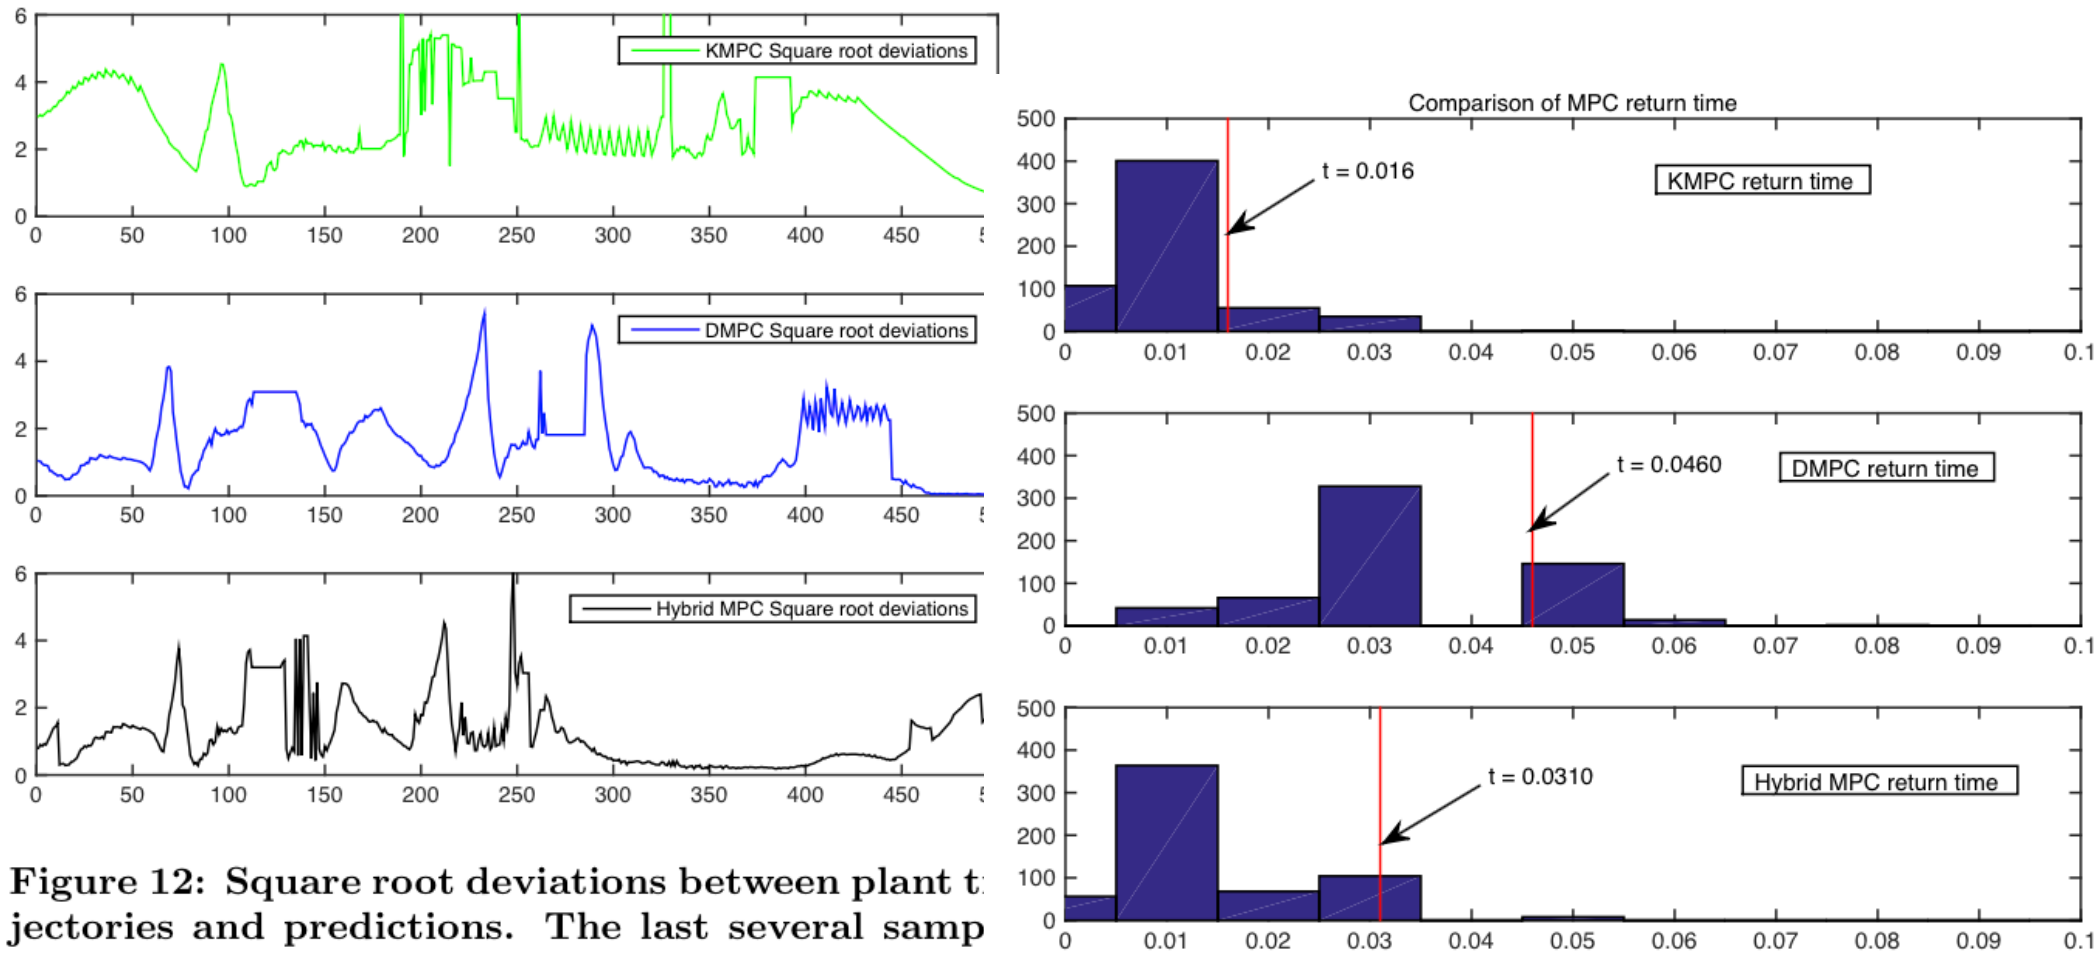 6
KMPC Square root deviations
4
2
0
0 50 100 150 200 250 300 350 400 450
6
DMPC Square root deviations
4
2
0
0 50 100 150 200 250 300 350 400 450
6
Hybrid MPC Square root deviations
4
2
0
0 50 100 150 200 250 300 350 400 450
Figure 12: Square root deviations between plant
jectories and predictions. The last several samp
Comparison of MPC return time
500
400
t = 0.016
KMPC return time
300
200
100
0
0 0.01 0.02 0.03 0.04 0.05 0.06 0.07 0.08 0.09 0.1
500
400
t = 0.0460
DMPC return time
300
200
100
0
0 0.01 0.02 0.03 0.04 0.05 0.06 0.07 0.08 0.09 0.1
500
400
t = 0.0310
Hybrid MPC return time
300
200
100
0
0 0.01 0.02 0.03 0.04 0.05 0.06 0.07 0.08 0.09 0.1